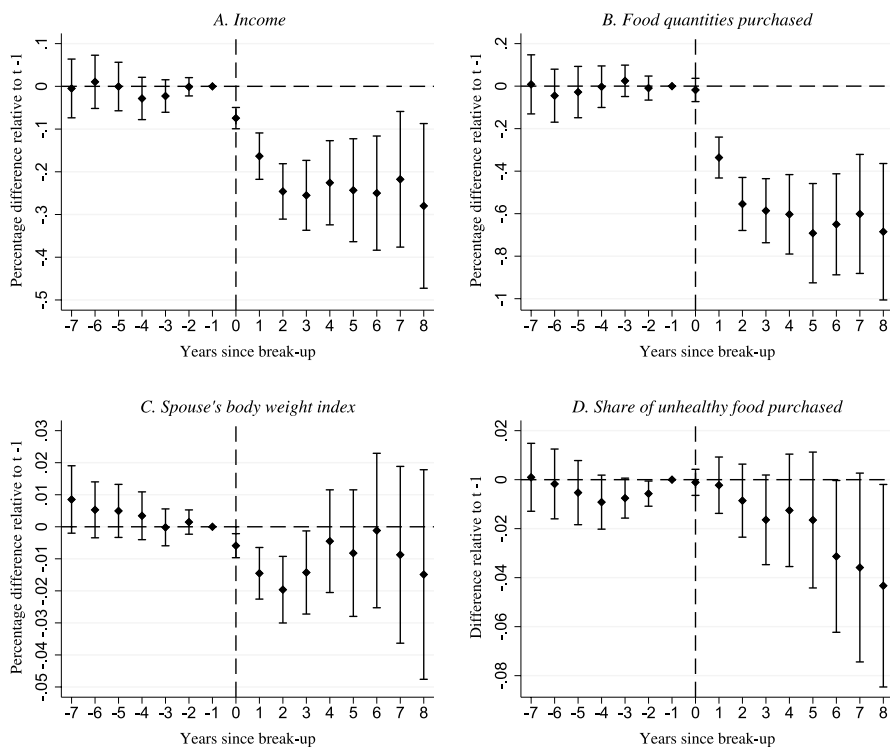 A. Income
Percentage difference relative to t -1
.1
0
-.1
-.2
-.3
-.4
-.5
-7 -6 -5 -4 -3 -2 -1 0 1 2 3 4 5 6 7 8
Years since break-up
B. Food quantities purchased
Percentage difference relative to t -1
.2
0
-.2
-.4
-.6
-.8
-1
-7 -6 -5 -4 -3 -2 -1 0 1 2 3 4 5 6 7 8
Years since break-up
C. Spouse's body weight index
Percentage difference relative to t -1
.03
.02
.01
0
-.01
-.02
-.03
-.04
-.05
-7 -6 -5 -4 -3 -2 -1 0 1 2 3 4 5 6 7 8
Years since break-up
D. Share of unhealthy food purchased
Difference relative to t -1
.02
0
-.02
-.04
-.06
-.08
-7 -6 -5 -4 -3 -2 -1 0 1 2 3 4 5 6 7 8
Years since break-up